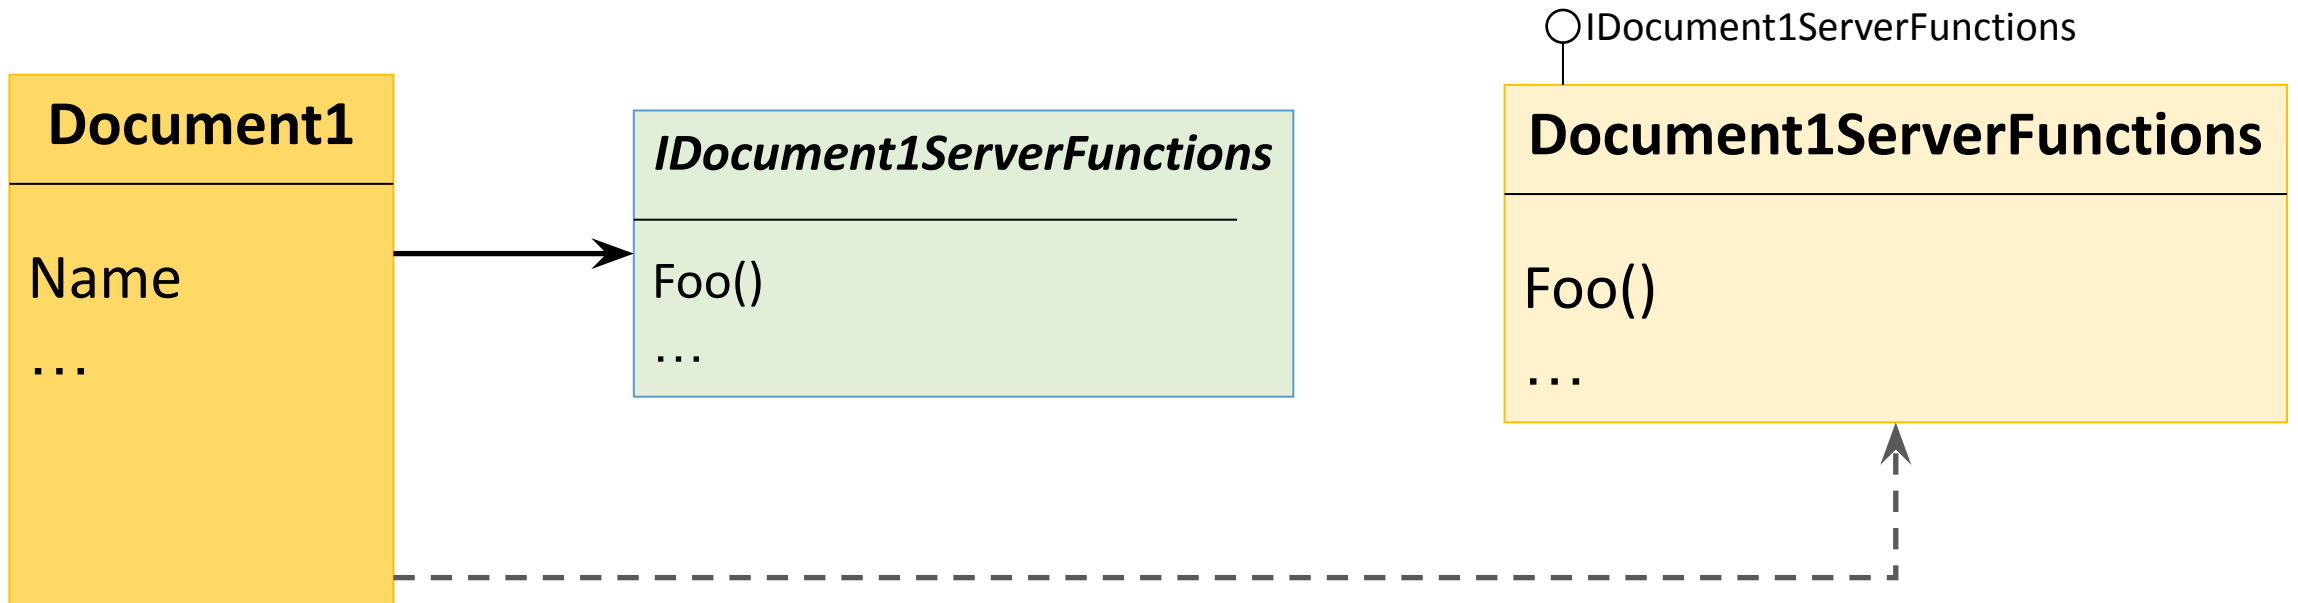 Document1
Name
…
IDocument1ServerFunctions
Foo()
…
IDocument1ServerFunctions
Document1ServerFunctions
Foo()
…